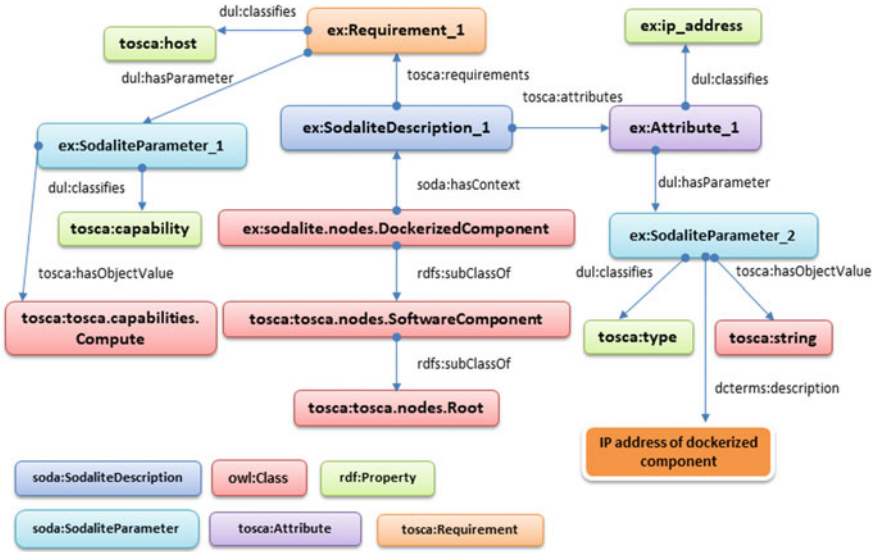 dul:classifies
ex:Requirement_1
ex:ip_address
tosca:host
dul:hasParameter
tosca:requirements
dul:classifies
tosca:attributes
ex:SodaliteParameter_1
ex:SodaliteDescription_1
ex:Attribute_1
dul:classifies
soda:hasContext
dul:hasParameter
tosca:capability
ex:sodalite.nodes.DockerizedComponent
ex:SodaliteParameter_2
tosca:hasObjectValue
rdfs:subClassOf
dul:classifies
tosca:hasObjectValue
tosca:tosca.capabilities.
Compute
tosca:tosca.nodes.SoftwareComponent
tosca:type
tosca:string
rdfs:subClassOf
dcterms:description
tosca:tosca.nodes.Root
IP address of dockerized
component
soda:SodaliteDescription
owl:Class
rdf:Property
soda:SodaliteParameter
tosca:Attribute
tosca:Requirement